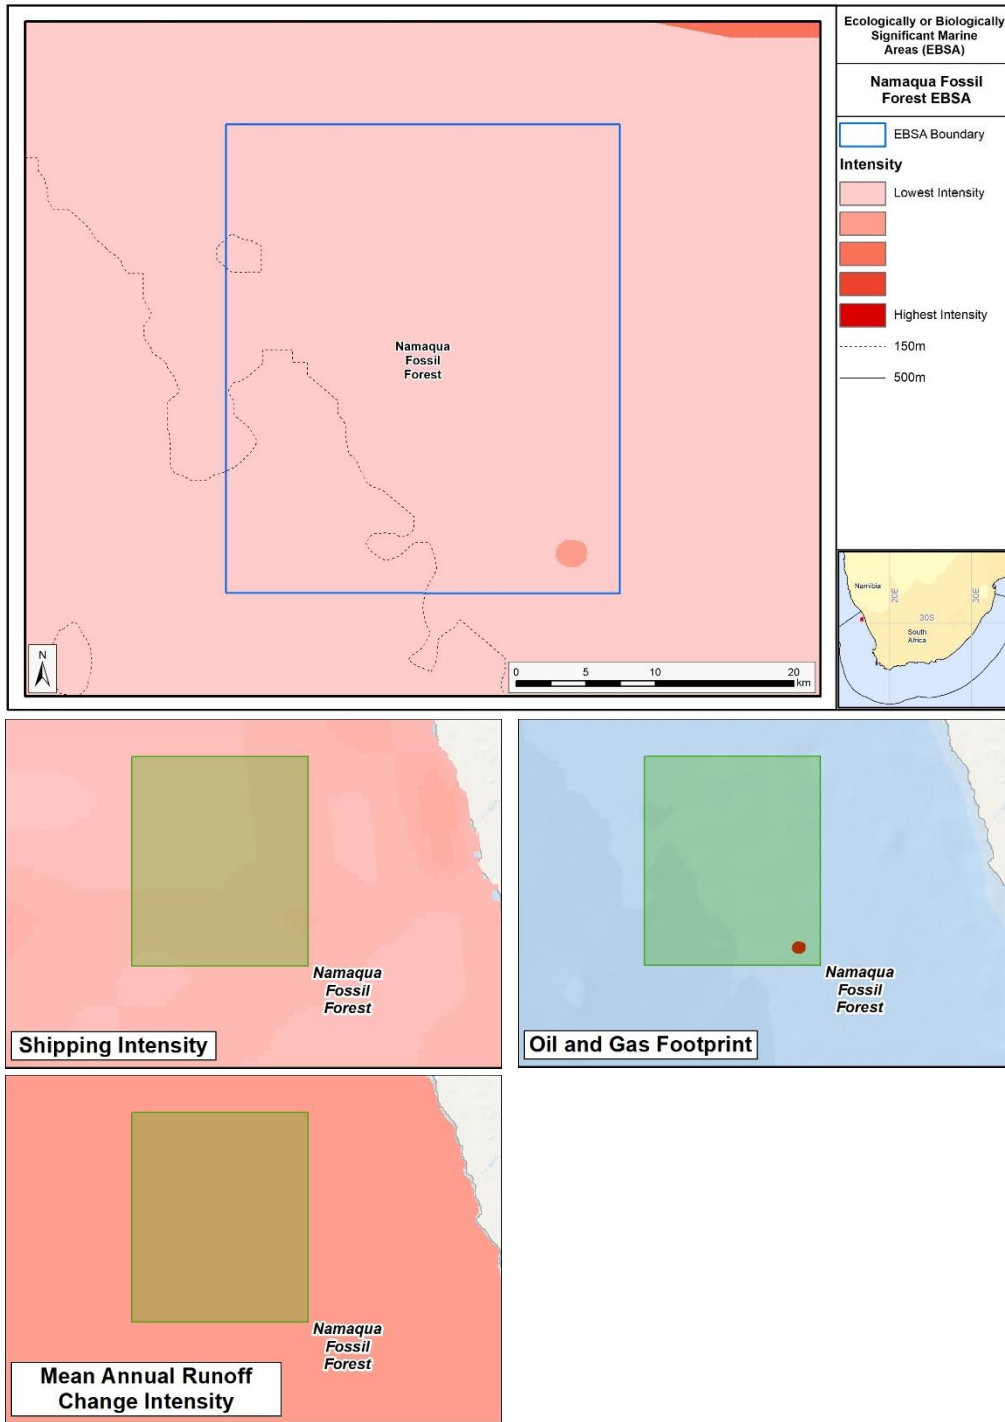 Ecologically or Biologically
Significant Marine
Areas (EBSA)
Namaqua Fossil
Forest EBSA
EBSA Boundary
Intensity
Lowest Intensity
Highest Intensity
150m
500m
Namaqua
Fossil
Forest
N
0 5 10 20
km
Namibia
20E
30E
30S
South
Africa
Namaqua
Fossil
Forest
Shipping Intensity
Namaqua
Fossil
Forest
Oil and Gas Footprint
Namaqua
Fossil
Forest
Mean Annual Runoff
Change Intensity